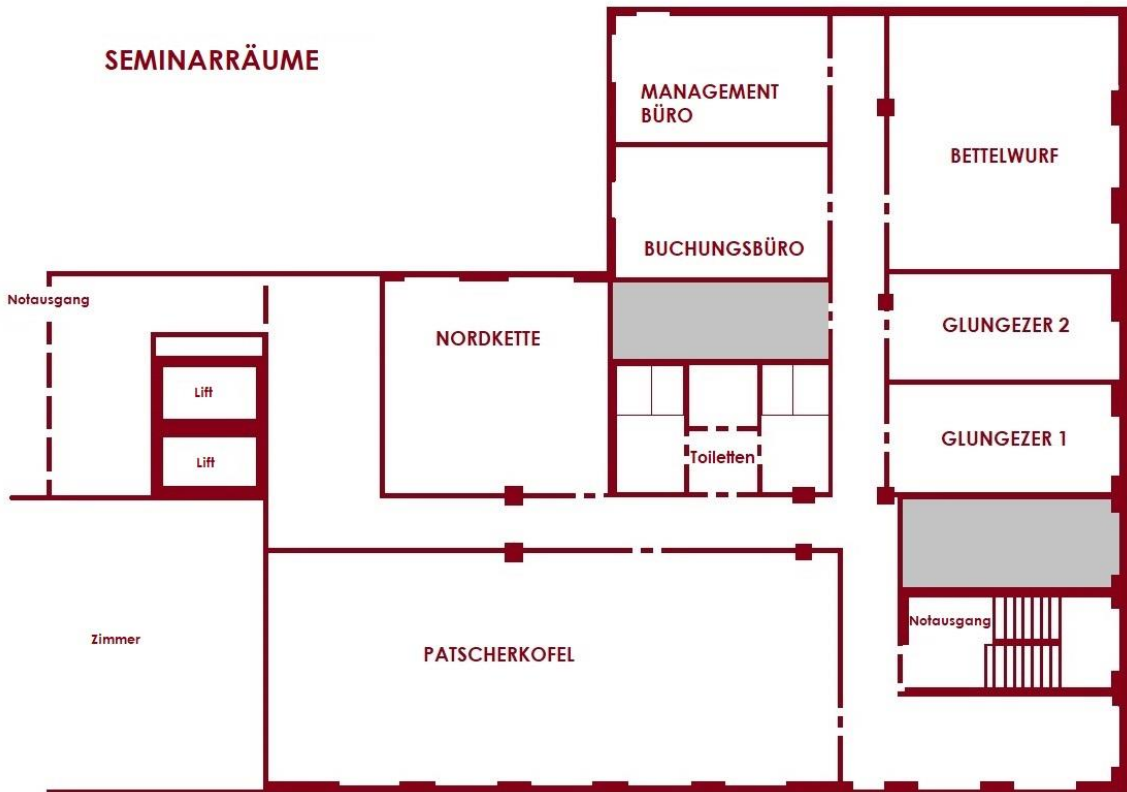 SEMINARRÄUME
MANAGEMENT
BÜRO
BETTELWURF
BUCHUNGSBÜRO
Notausgang
NORDKETTE
GLUNGEZER 2
Lift
GLUNGEZER 1
Lift
Toiletten
Notausgang
Zimmer
PATSCHERKOFEL